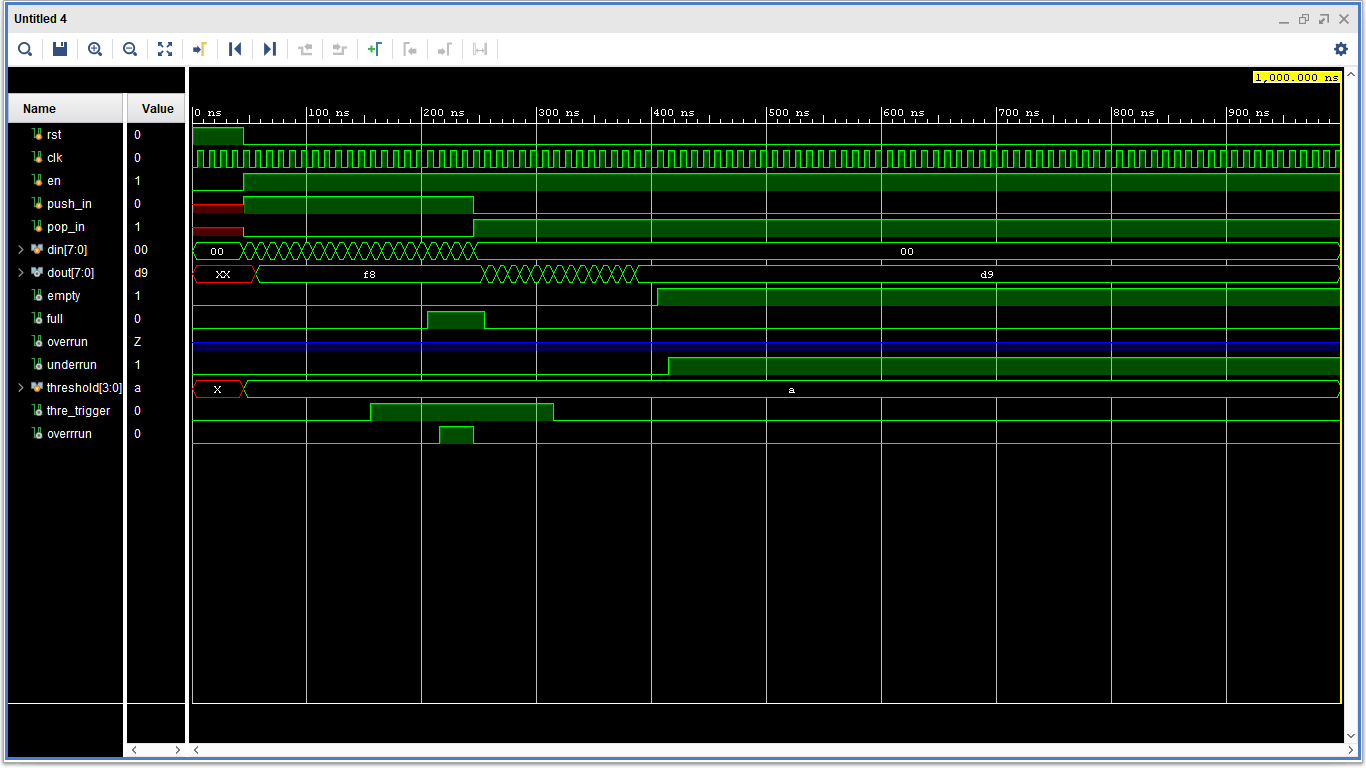 Untitled 4
1,000.000 ns
Name Value 0 ns 100 ns 200 ns 300 ns 400 ns 500 ns 600 ns 700 ns 800 ns 900 ns
rst 0
clk 0
en 1
push_in 0
pop_in 1
din[7:0] 00 00 00
dout[7:0] d9 XX f8 d9
empty 1
full 0
overrun Z
underrun 1
threshold[3:0] a X a
thre_trigger 0
overrrun 0